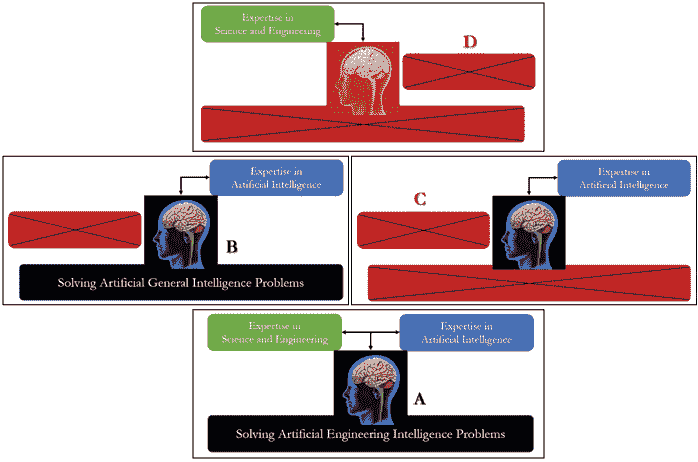 Expertise in
Science and Engineering
D
Expertise in
Artificial Intelligence
B
Solving Artificial General Intelligence Problems
Expertise in
Artificial Intelligence
C
Expertise in
Science and Engineering
Expertise in
Artificial Intelligence
A
Solving Artificial Engineering Intelligence Problems